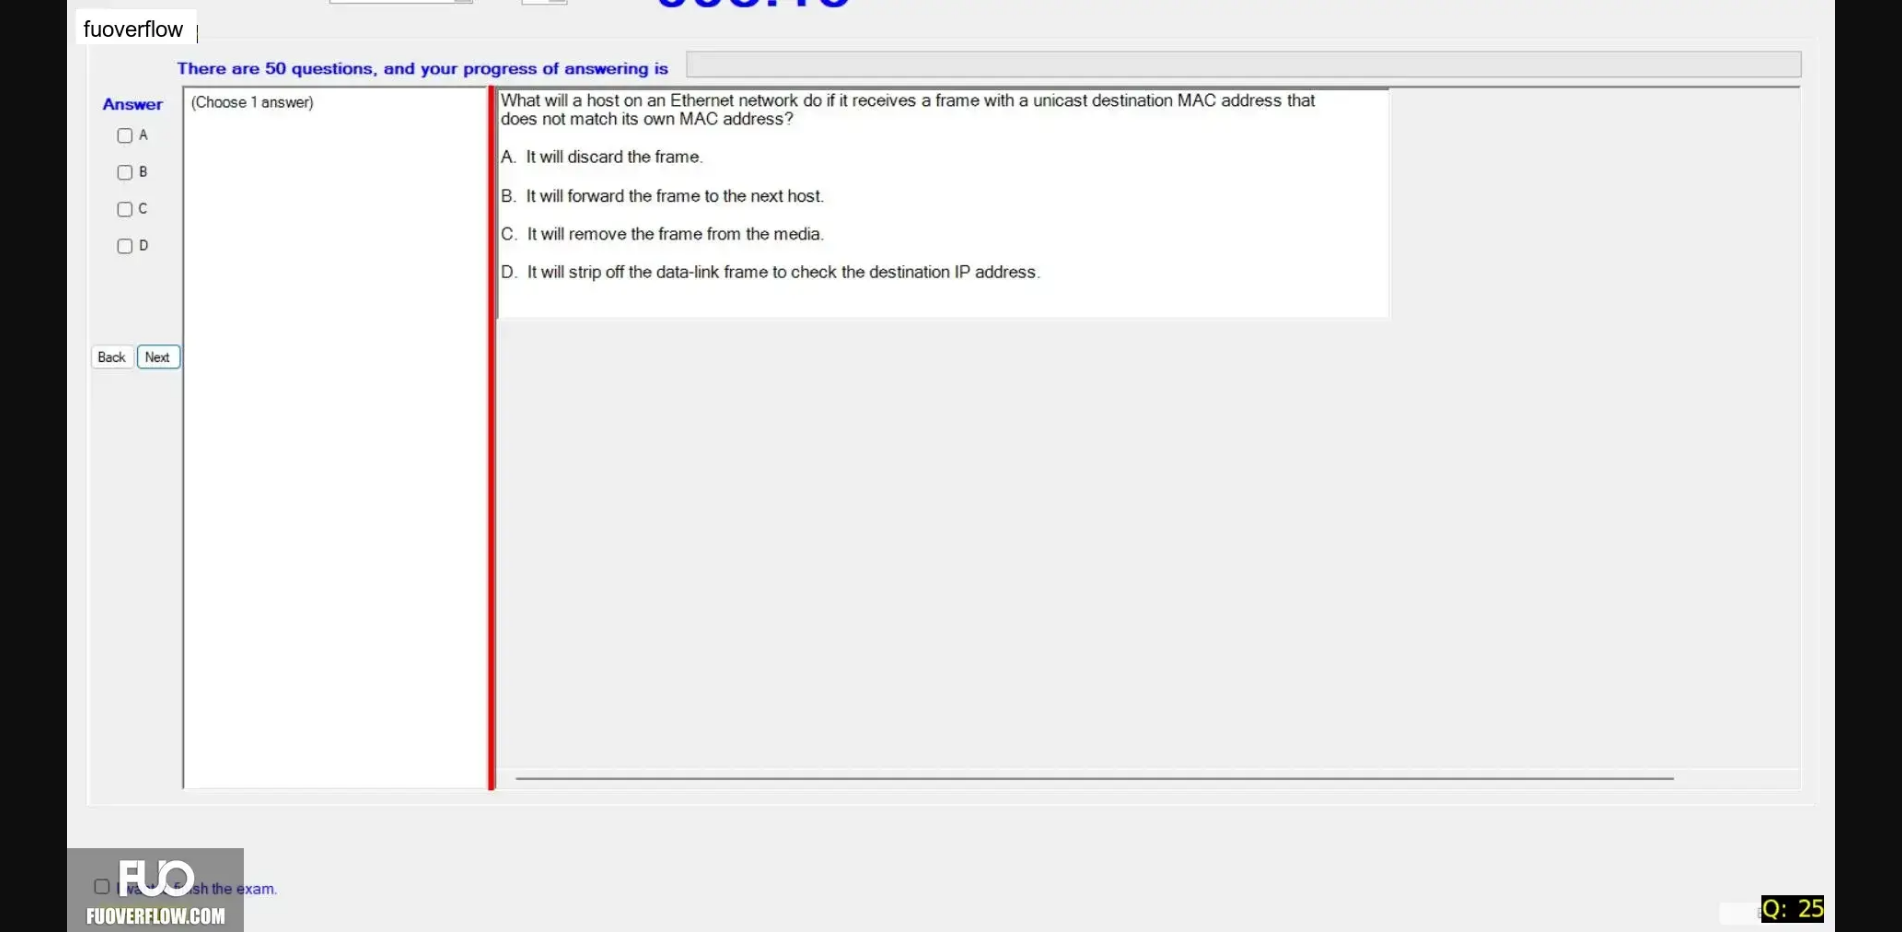 fuoverflow
There are 50 questions, and your progress of answering is
Answer
(Choose 1 answer)
A
B
C
D
Back
Next
What will a host on an Ethernet network do if it receives a frame with a unicast destination MAC address that
does not match its own MAC address?
A. It will discard the frame.
B. It will forward the frame to the next host.
C. It will remove the frame from the media.
D. It will strip off the data-link frame to check the destination IP address.
FUO
the exam.
FUOVERFLOW.COM
Q: 25